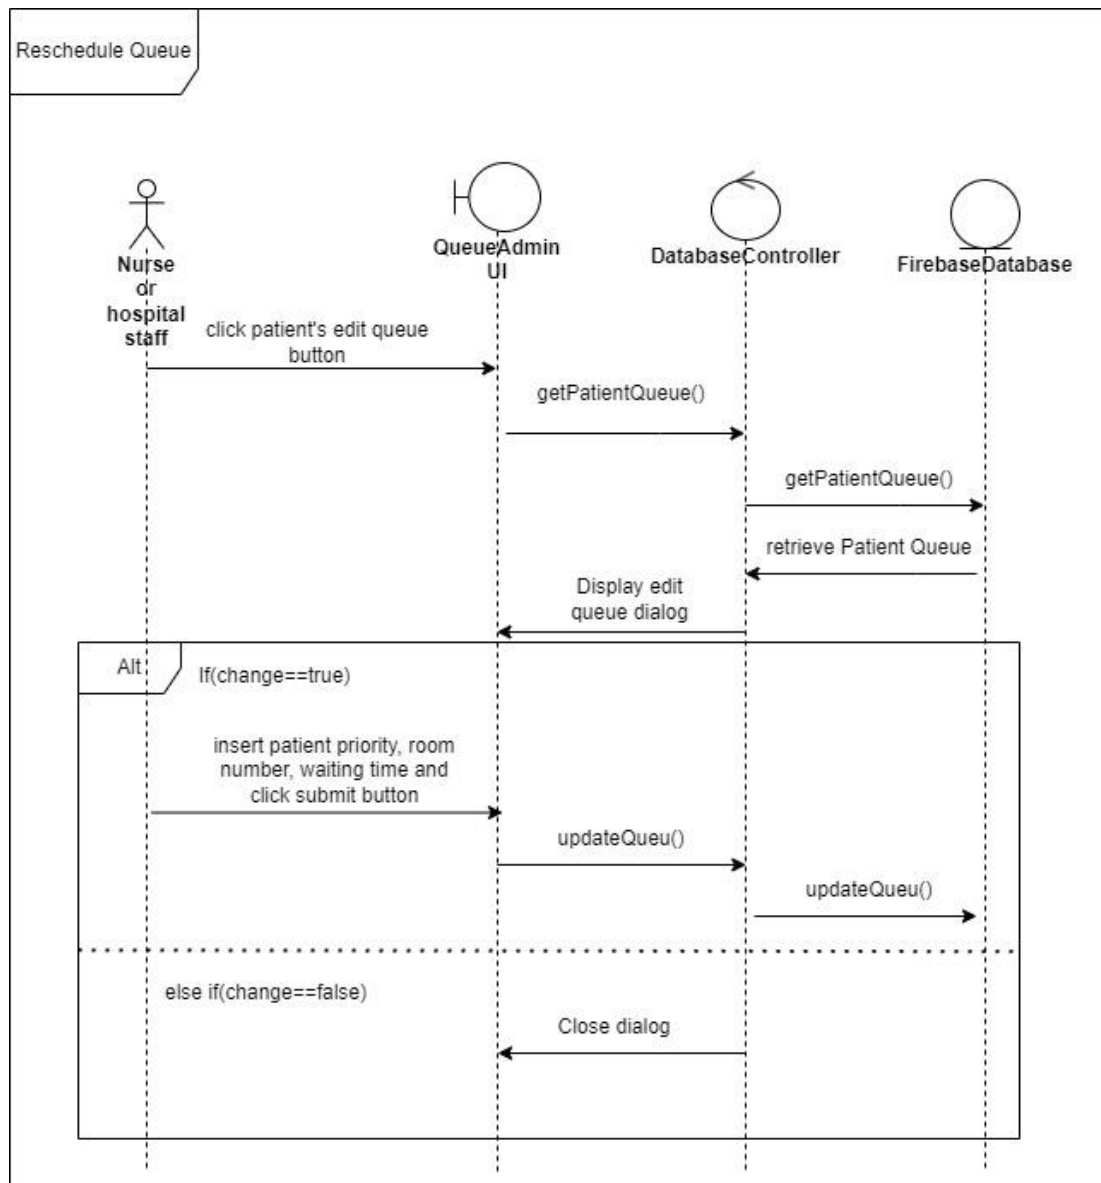 Reschedule Queue
QueueAdmin
UI
DatabaseController
FirebaseDatabase
Nurse
or
hospital
staff
click patient's edit queue
button
getPatientQueue()
getPatientQueue()
retrieve Patient Queue
Display edit
queue dialog
Alt
If(change==true)
insert patient priority, room
number, waiting time and
click submit button
updateQueu()
updateQueu()
else if(change==false)
Close dialog